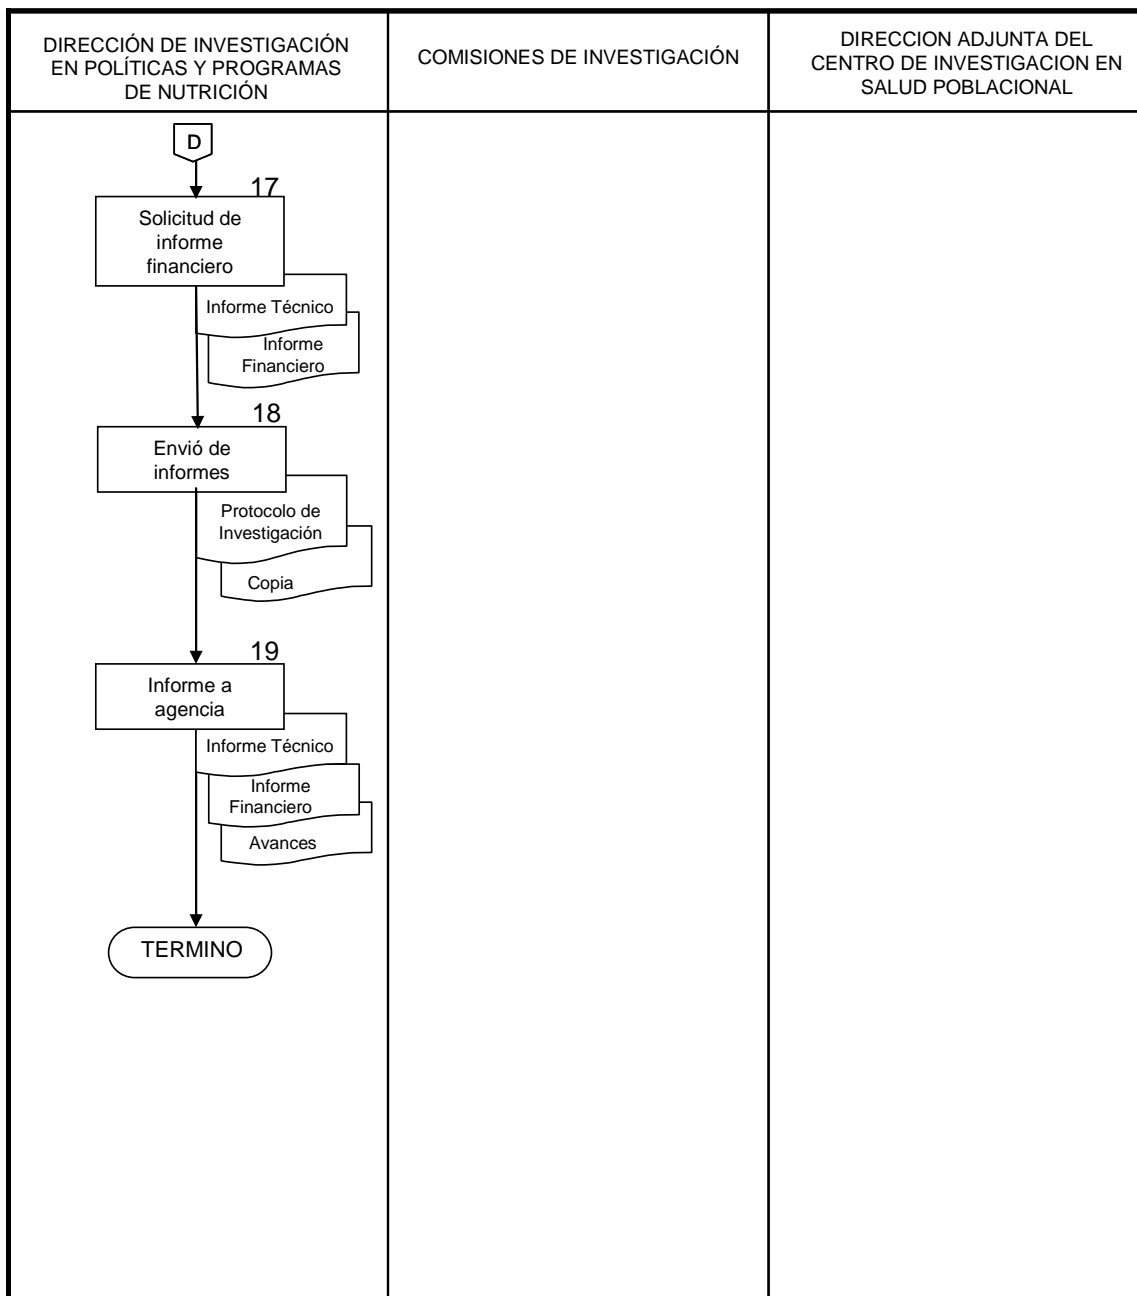 DIRECCIÓN DE INVESTIGACIÓN
EN POLÍTICAS Y PROGRAMAS
DE NUTRICIÓN
COMISIONES DE INVESTIGACIÓN
DIRECCION ADJUNTA DEL
CENTRO DE INVESTIGACION EN
SALUD POBLACIONAL
D
17
Solicitud de
informe
financiero
Informe Técnico
Informe
Financiero
18
Envió de
informes
Protocolo de
Investigación
Copia
19
Informe a
agencia
Informe Técnico
Informe
Financiero
Avances
TERMINO